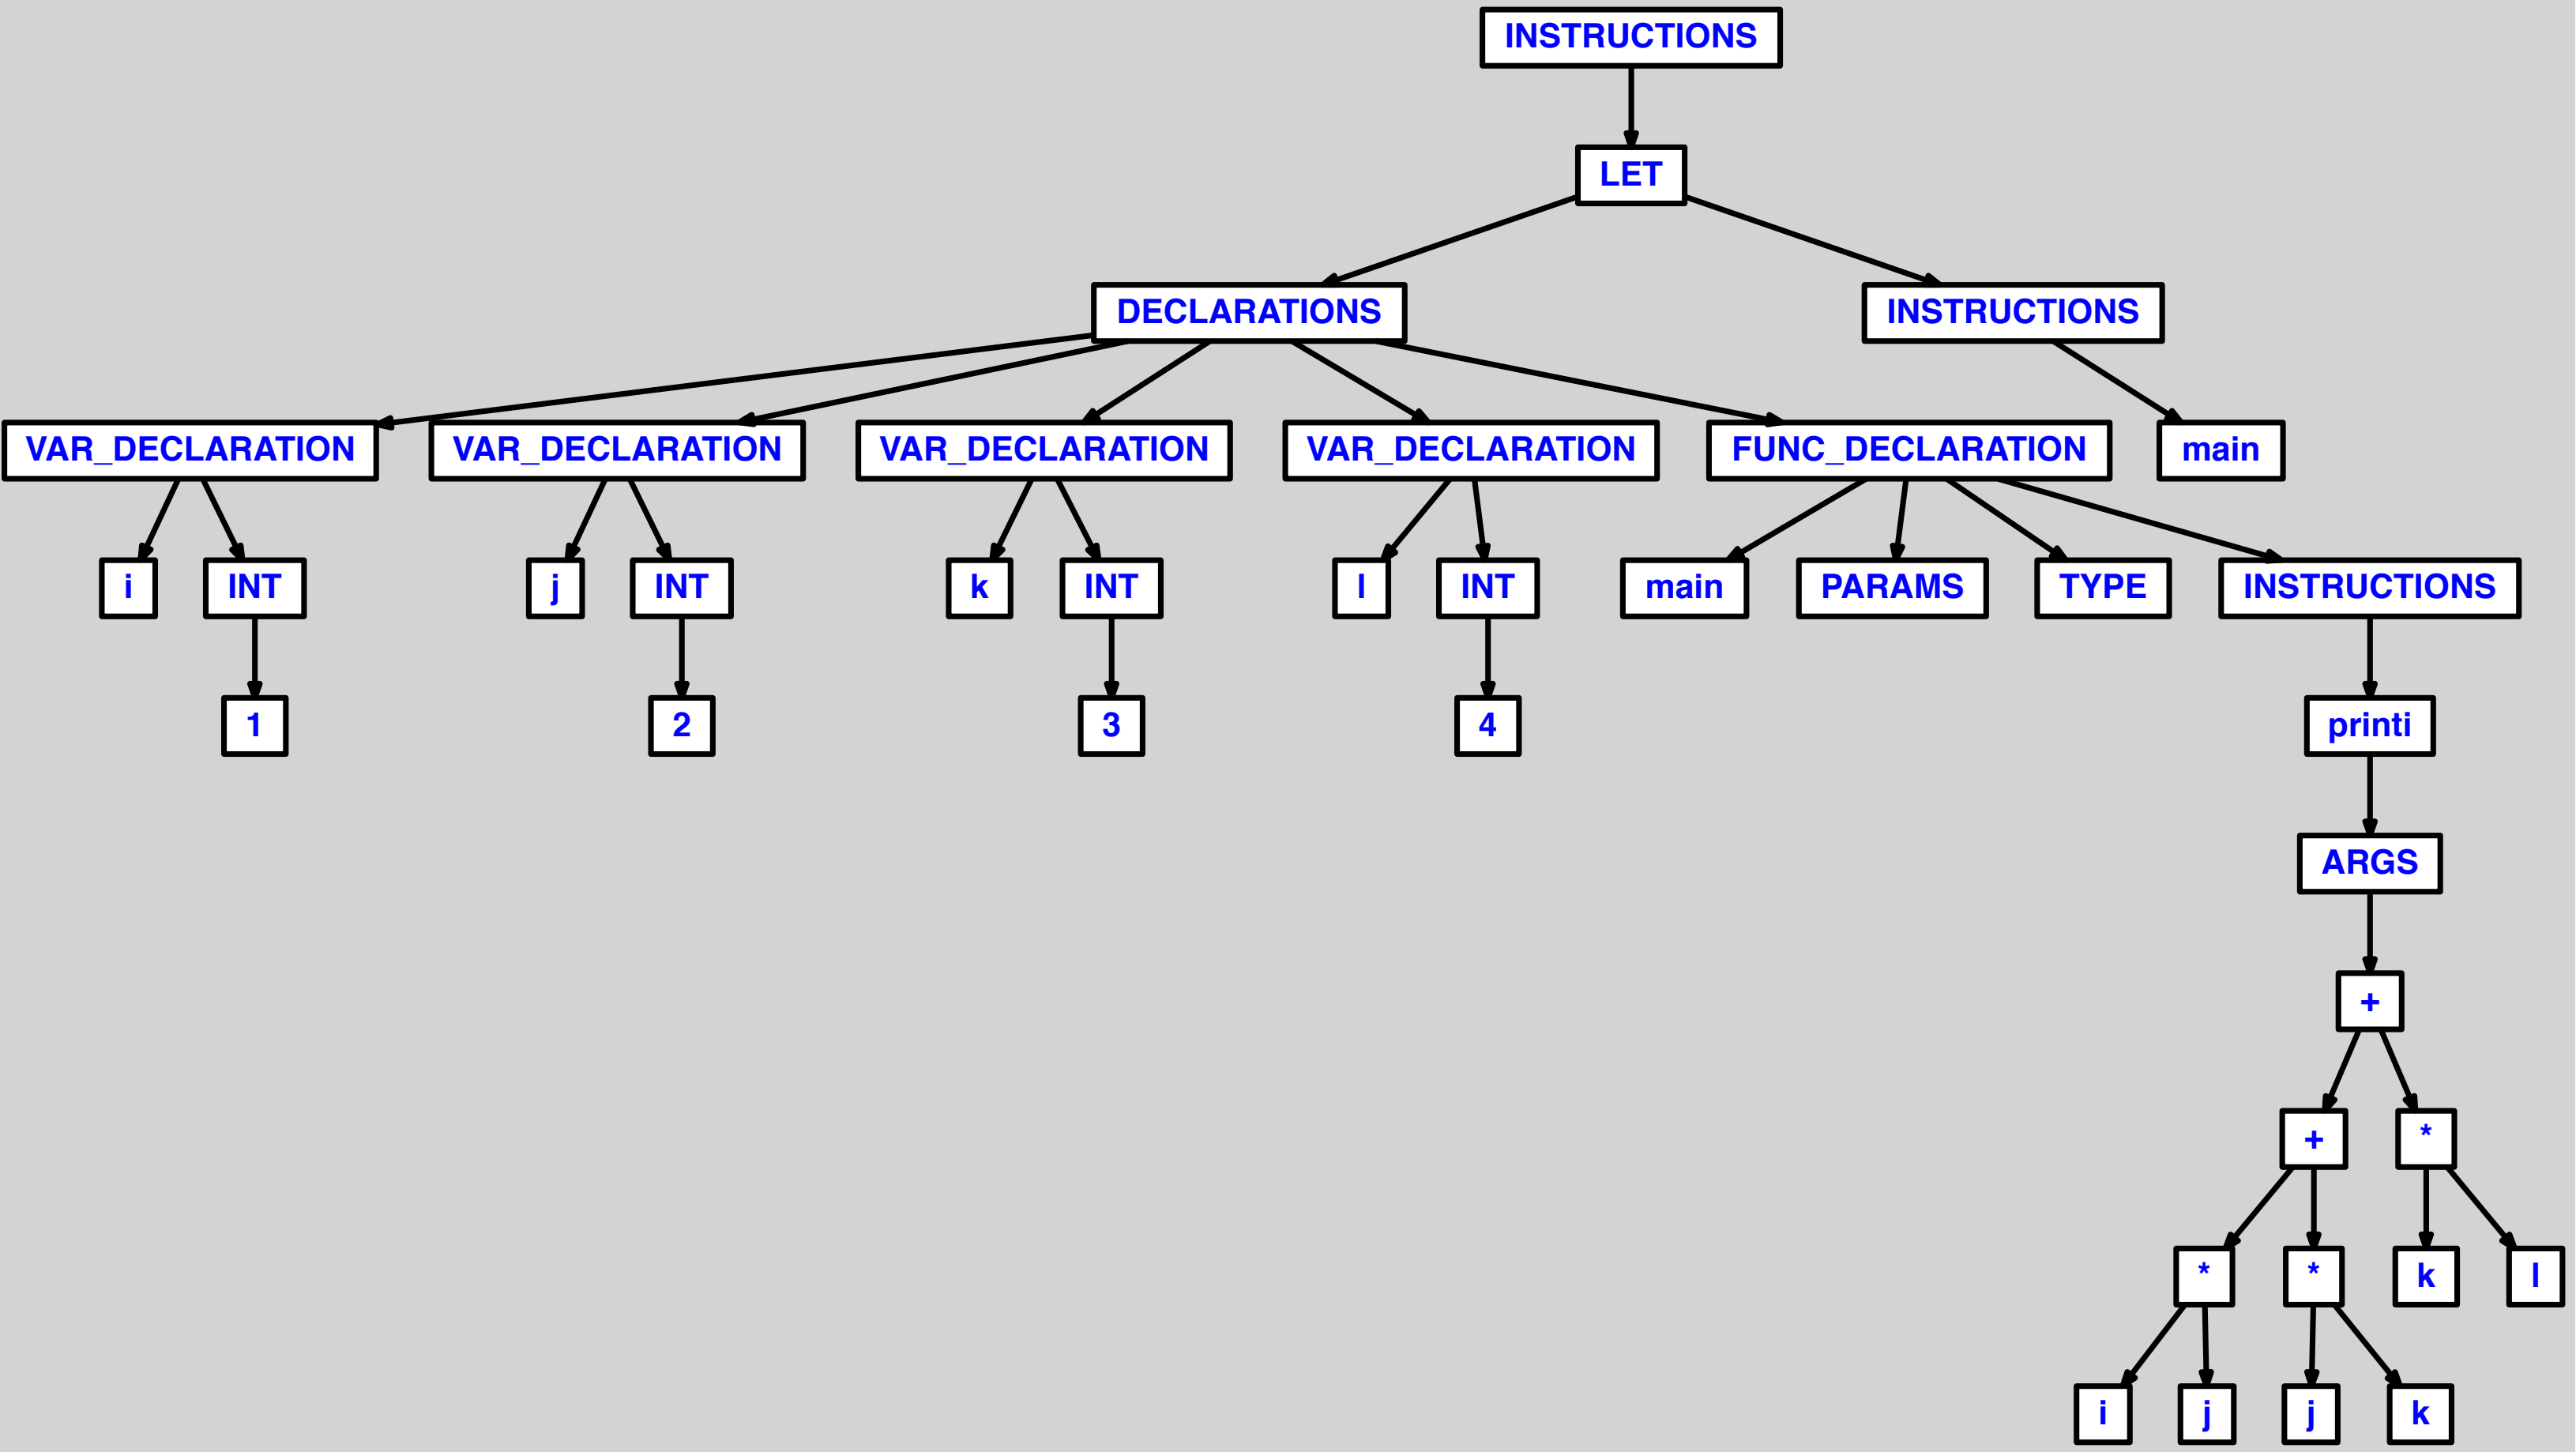 INSTRUCTIONS
LET
DECLARATIONS
INSTRUCTIONS
VAR_DECLARATION
VAR_DECLARATION
VAR_DECLARATION
VAR_DECLARATION
FUNC_DECLARATION
main
i
INT
j
INT
k
INT
l
INT
main
PARAMS
TYPE
INSTRUCTIONS
1
2
3
4
printi
ARGS
+
+
*
*
*
k
l
i
j
j
k